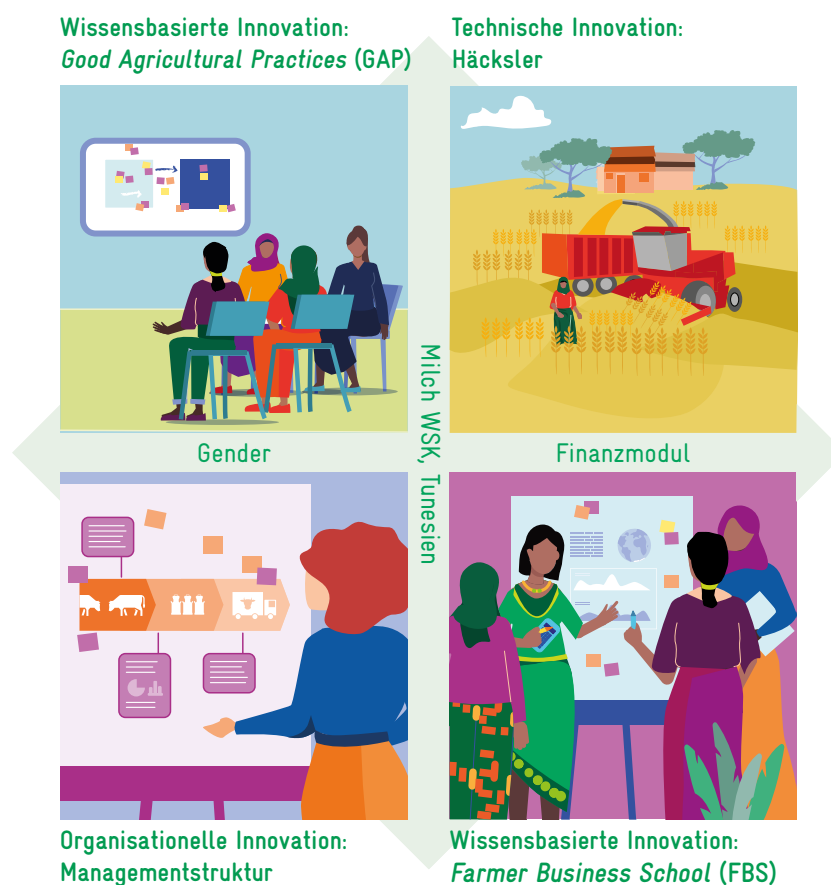 Wissensbasierte Innovation:
Good Agricultural Practices (GAP)
Technische Innovation:
Häcksler
Milch WSK, Tunesien
Gender
Finanzmodul
Organisationelle Innovation:
Managementstruktur
Wissensbasierte Innovation:
Farmer Business School (FBS)